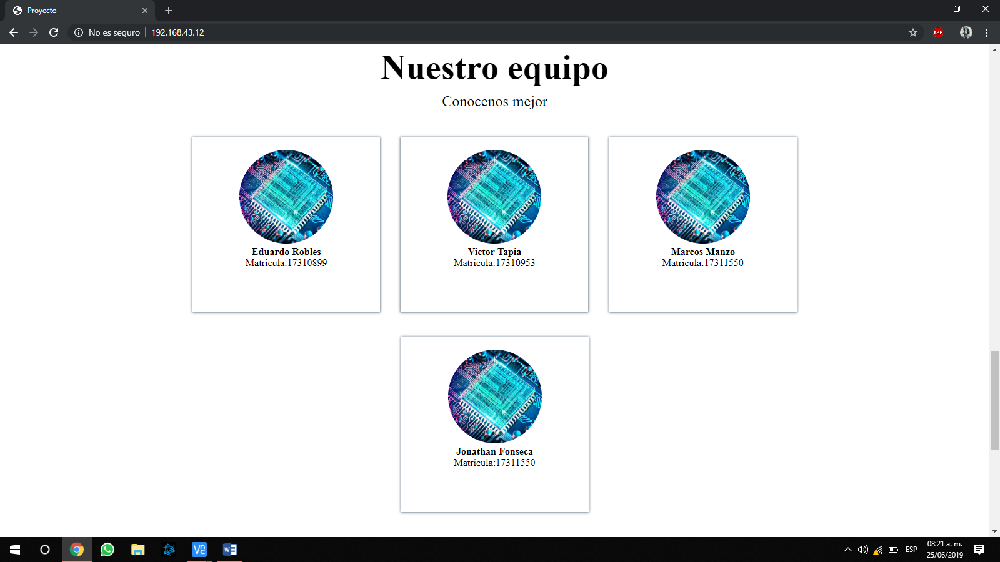 Proyecto
No es seguro 192.168.43.12
ABP
Nuestro equipo
Conocenos mejor
Eduardo Robles
Matricula:17310899
Victor Tapia
Matricula:17310953
Marcos Manzo
Matricula:17311550
Jonathan Fonseca
Matricula:17311550
ESP
08:21 a. m.
25/06/2019